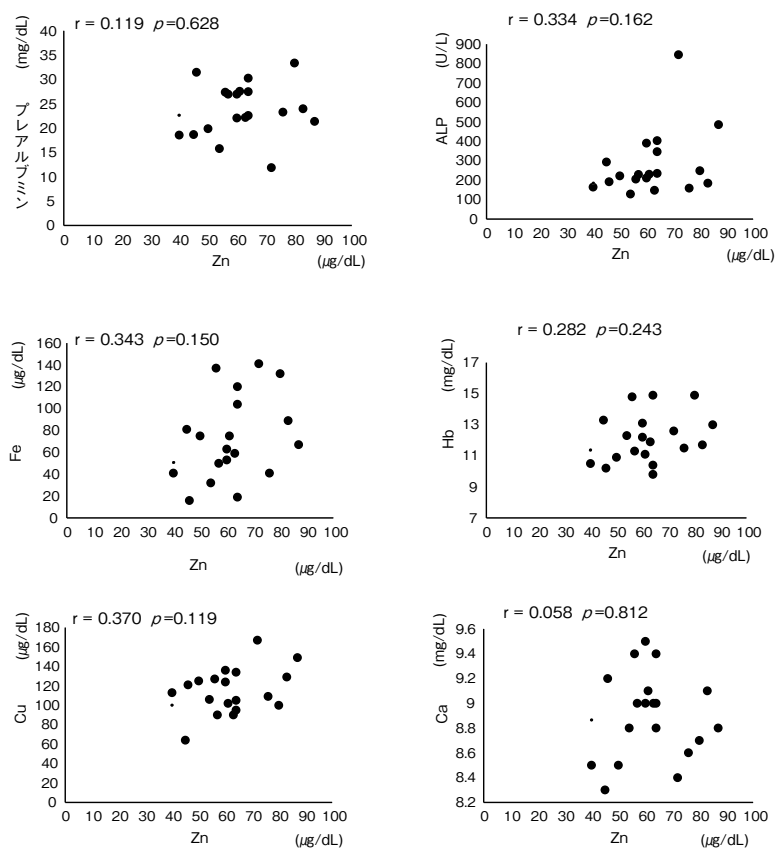 r = 0.119 p=0.628
(mg/dL)
プレアルブミン
40
35
30
25
20
15
10
5
0
0 10 20 30 40 50 60 70 80 90 100
Zn (μg/dL)
r = 0.334 p=0.162
(U/L)
ALP
900
800
700
600
500
400
300
200
100
0
0 10 20 30 40 50 60 70 80 90 100
Zn (μg/dL)
r = 0.343 p=0.150
(μg/dL)
Fe
160
140
120
100
80
60
40
20
0
0 10 20 30 40 50 60 70 80 90 100
Zn (μg/dL)
r = 0.282 p=0.243
(mg/dL)
Hb
17
15
13
11
9
7
0 10 20 30 40 50 60 70 80 90 100
Zn (μg/dL)
r = 0.370 p=0.119
(μg/dL)
Cu
180
160
140
120
100
80
60
40
20
0
0 10 20 30 40 50 60 70 80 90 100
Zn (μg/dL)
r = 0.058 p=0.812
(mg/dL)
Ca
9.6
9.4
9.2
9
8.8
8.6
8.4
8.2
0 10 20 30 40 50 60 70 80 90 100
Zn (μg/dL)